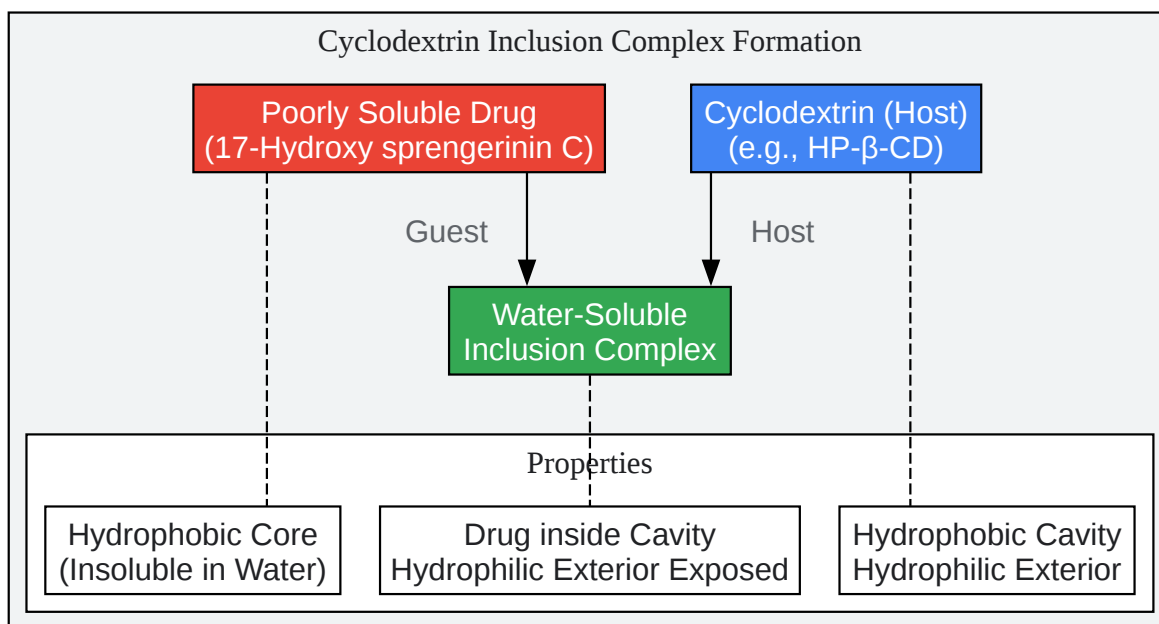 Cyclodextrin Inclusion Complex Formation
Poorly Soluble Drug
(17-Hydroxy sprengerinin C)
Cyclodextrin (Host)
(e.g., HP-β-CD)
Guest
Host
Water-Soluble
Inclusion Complex
Properties
Hydrophobic Core
(Insoluble in Water)
Drug inside Cavity
Hydrophilic Exterior Exposed
Hydrophobic Cavity
Hydrophilic Exterior